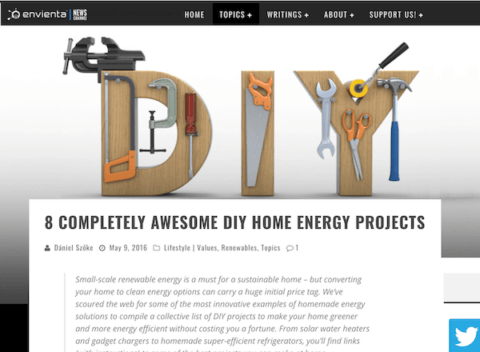 envienta NEWS CHANNEL HOME TOPICS + WRITINGS + ABOUT + SUPPORT US! +
DIY
8 COMPLETELY AWESOME DIY HOME ENERGY PROJECTS
Dániel Szőke May 9, 2016 Lifestyle | Values, Renewables, Topics 1
Small-scale renewable energy is a must for a sustainable home – but converting
your home to clean energy options can carry a huge initial price tag. We've
scoured the web for some of the most innovative examples of homemade energy
solutions to compile a collective list of DIY projects to make your home greener
and more energy efficient without costing you a fortune. From solar water heaters
and gadget chargers to homemade super-efficient refrigerators, you'll find links